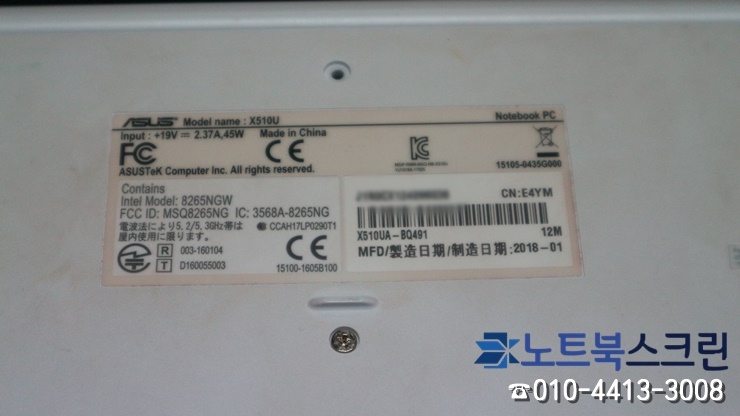 ASUS Model name : X510U
Notebook PC
Input : +19V ⎓ 2.37A,45W Made in China
FC CE
15105-0435G000
ASUSTeK Computer Inc. All rights reserved.
Contains
Intel Model: 8265NGW
FCC ID: MSQ8265NG IC: 3568A-8265NG
電波法により5.2/5.3GHz帯は
屋内使用に限ります。
CCAH17LP0290T1
R 003-160104
T D160055003
CE
15100-1605B100
CN:E4YM
X510UA-BQ491 12M
MFD/製造日期/制造日期:2018-01
노트북스크린
☎010-4413-3008